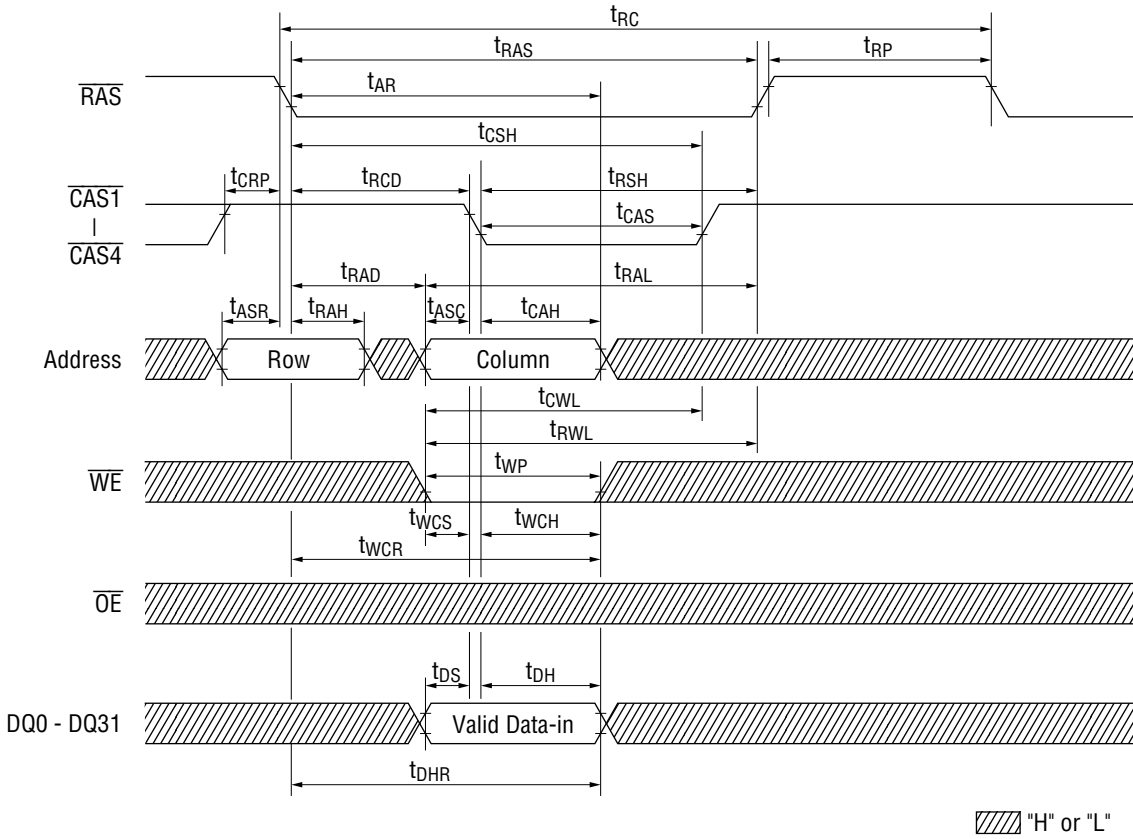 tRC
tRAS
tRP
RAS
tAR
tCSH
tCRP
tRCD
tRSH
CAS1
|
CAS4
tCAS
tRAD
tRAL
tASR
tRAH
tASC
tCAH
Address
Row
Column
tCWL
tRWL
WE
tWP
tWCS
tWCH
tWCR
OE
tDS
tDH
DQ0 - DQ31
Valid Data-in
tDHR
"H" or "L"